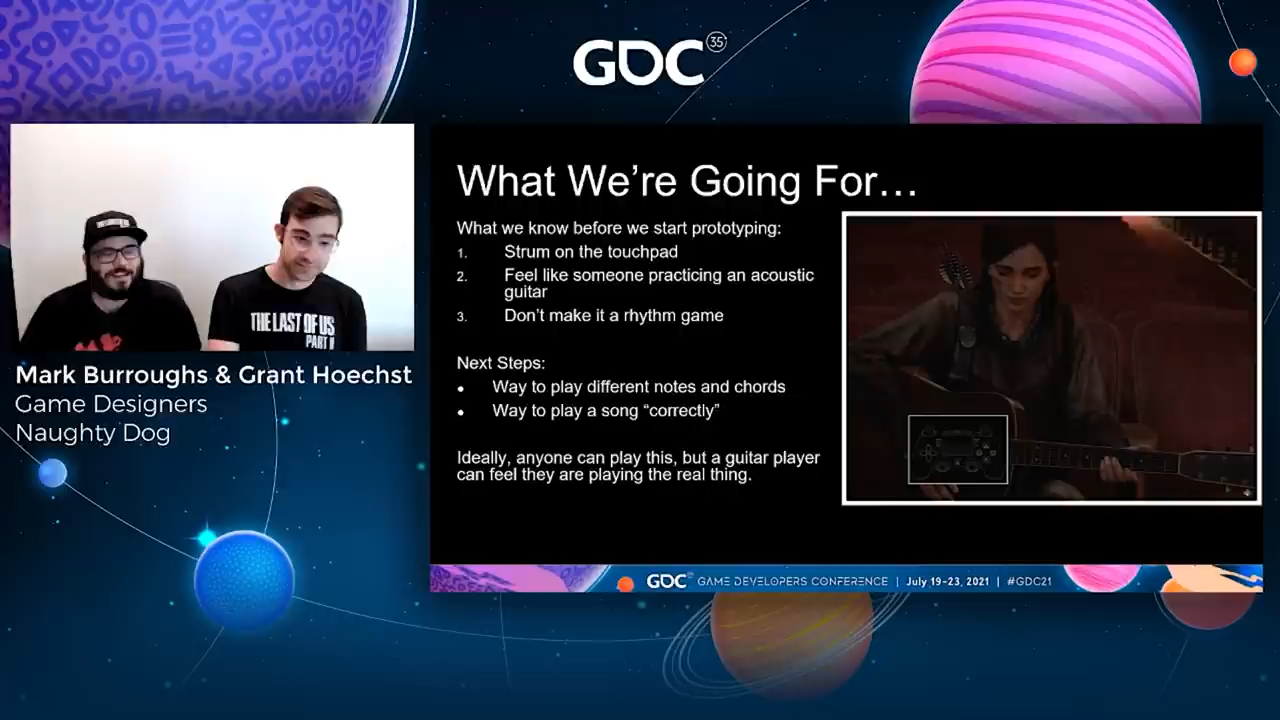 GDC 35
What We're Going For…
What we know before we start prototyping:
1. Strum on the touchpad
2. Feel like someone practicing an acoustic
guitar
3. Don't make it a rhythm game
Next Steps:
• Way to play different notes and chords
• Way to play a song “correctly”
Ideally, anyone can play this, but a guitar player
can feel they are playing the real thing.
THE LAST OF US
PART II
Mark Burroughs & Grant Hoechst
Game Designers
Naughty Dog
GDC GAME DEVELOPERS CONFERENCE | July 19-23, 2021 | #GDC21